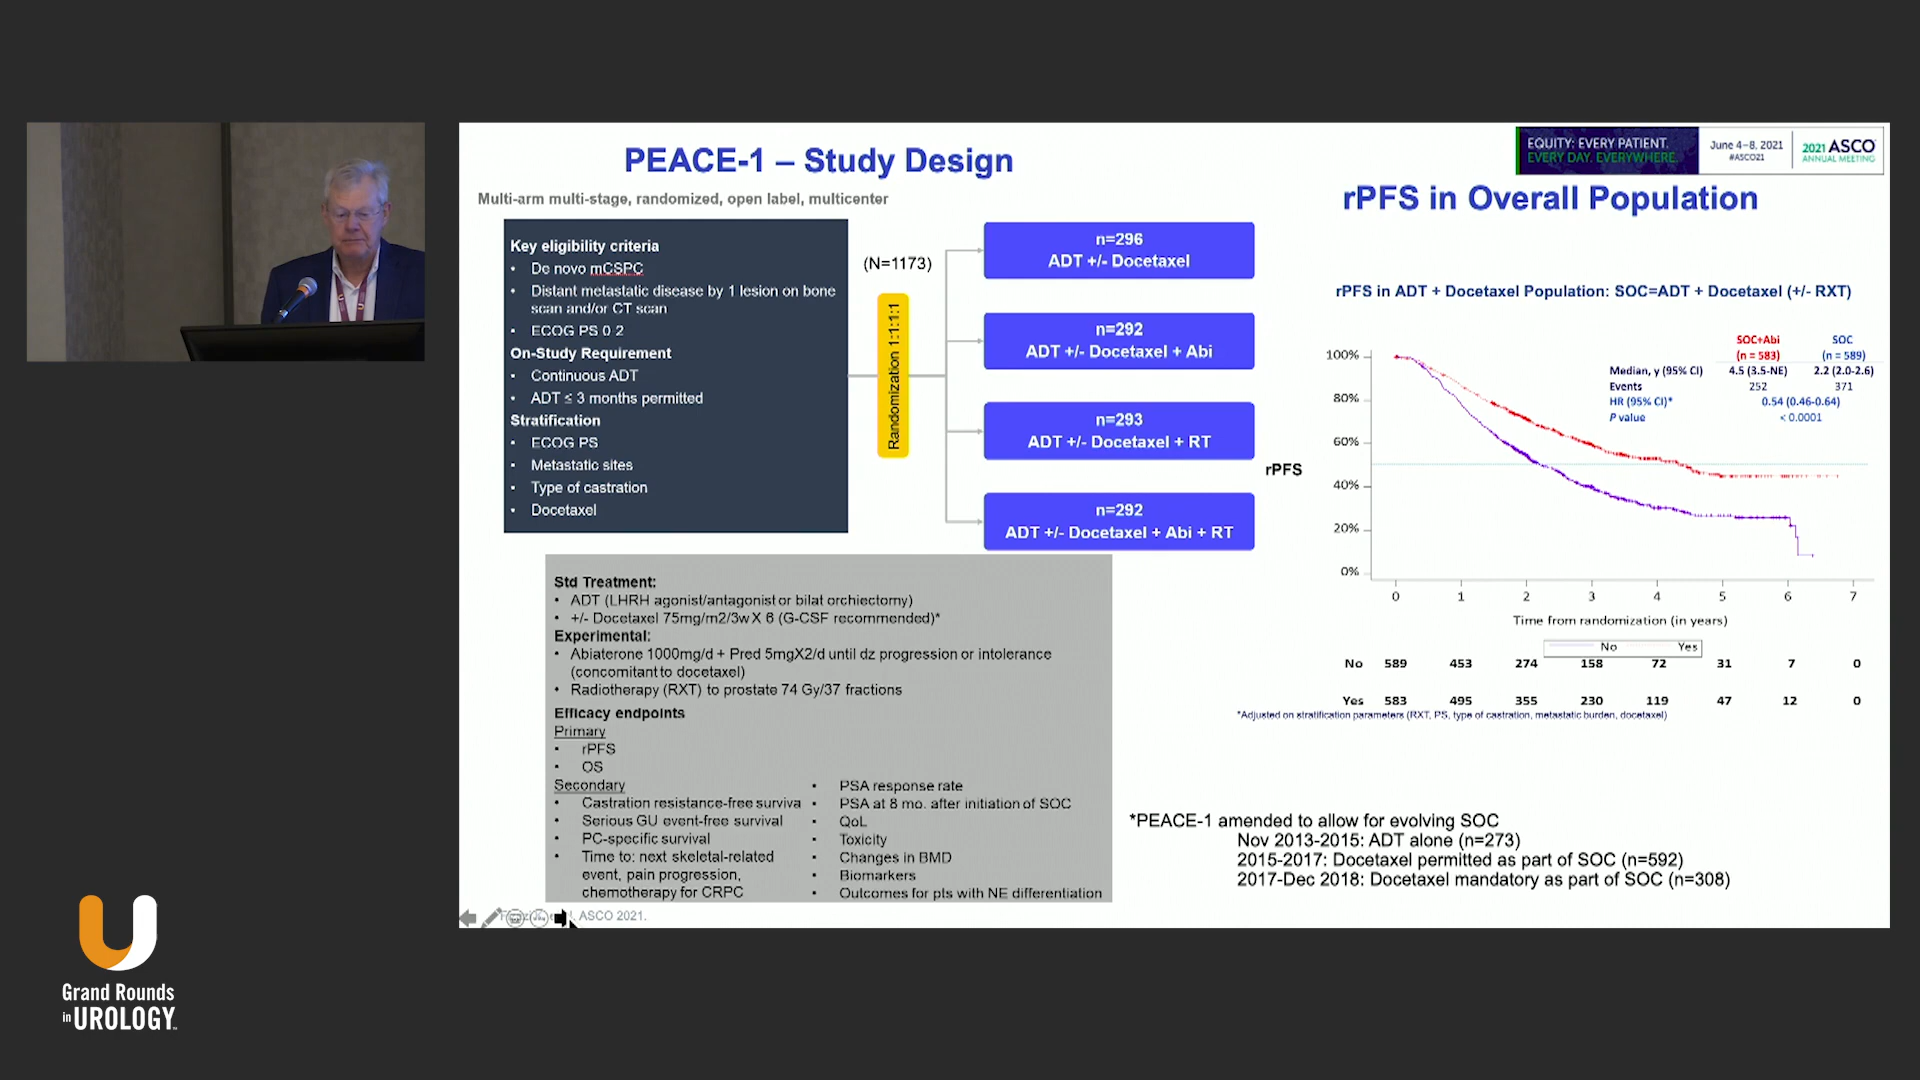 PEACE-1 – Study Design
Multi-arm multi-stage, randomized, open label, multicenter
Key eligibility criteria
• De novo mCSPC
• Distant metastatic disease by 1 lesion on bone
scan and/or CT scan
• ECOG PS 0 2
On-Study Requirement
• Continuous ADT
• ADT ≤ 3 months permitted
Stratification
• ECOG PS
• Metastatic sites
• Type of castration
• Docetaxel
(N=1173)
Randomization 1:1:1:1
n=296
ADT +/- Docetaxel
n=292
ADT +/- Docetaxel + Abi
n=293
ADT +/- Docetaxel + RT
n=292
ADT +/- Docetaxel + Abi + RT
Std Treatment:
• ADT (LHRH agonist/antagonist or bilat orchiectomy)
• +/- Docetaxel 75mg/m2/3w X 6 (G-CSF recommended)*
Experimental:
• Abiaterone 1000mg/d + Pred 5mgX2/d until dz progression or intolerance
(concomitant to docetaxel)
• Radiotherapy (RXT) to prostate 74 Gy/37 fractions
Efficacy endpoints
Primary
• rPFS
• OS
Secondary
• Castration resistance-free surviva
• Serious GU event-free survival
• PC-specific survival
• Time to: next skeletal-related
event, pain progression,
chemotherapy for CRPC
• PSA response rate
• PSA at 8 mo. after initiation of SOC
• QoL
• Toxicity
• Changes in BMD
• Biomarkers
• Outcomes for pts with NE differentiation
ASCO 2021.
EQUITY: EVERY PATIENT.
EVERY DAY. EVERYWHERE.
June 4–8, 2021
#ASCO21
2021 ASCO
ANNUAL MEETING
rPFS in Overall Population
rPFS in ADT + Docetaxel Population: SOC=ADT + Docetaxel (+/- RXT)
SOC+Abi SOC
(n = 583) (n = 589)
Median, y (95% CI) 4.5 (3.5-NE) 2.2 (2.0-2.6)
Events 252 371
HR (95% CI)* 0.54 (0.46-0.64)
P value < 0.0001
rPFS
100%
80%
60%
40%
20%
0%
0 1 2 3 4 5 6 7
Time from randomization (in years)
No Yes
No 589 453 274 158 72 31 7 0
Yes 583 495 355 230 119 47 12 0
*Adjusted on stratification parameters (RXT, PS, type of castration, metastatic burden, docetaxel)
*PEACE-1 amended to allow for evolving SOC
Nov 2013-2015: ADT alone (n=273)
2015-2017: Docetaxel permitted as part of SOC (n=592)
2017-Dec 2018: Docetaxel mandatory as part of SOC (n=308)
Grand Rounds
in UROLOGY